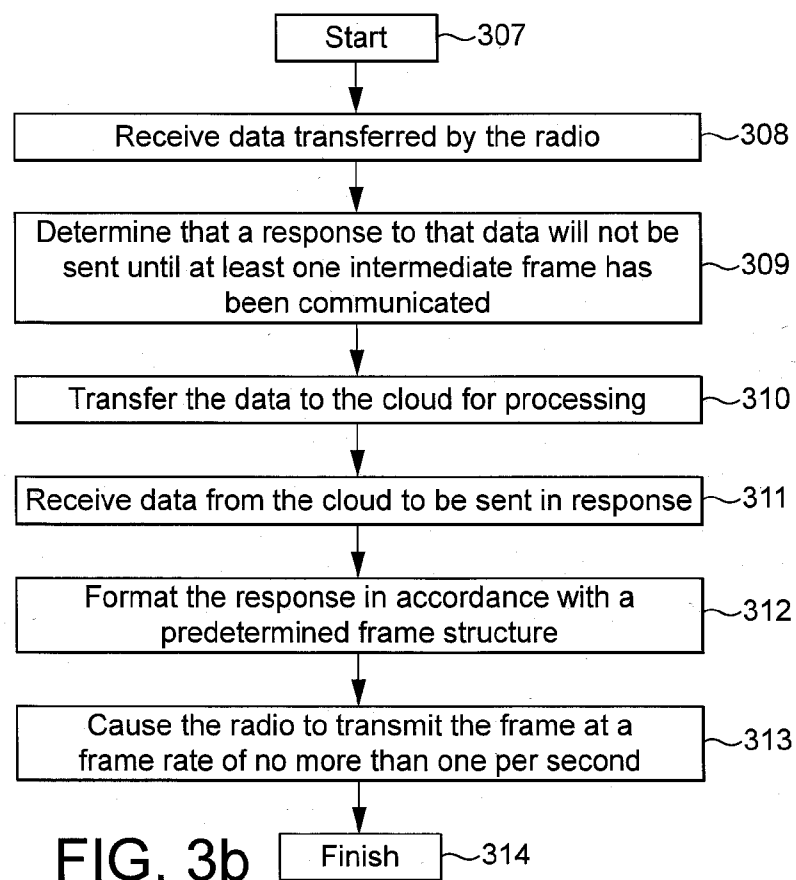 Start
307
Receive data transferred by the radio
308
Determine that a response to that data will not be
sent until at least one intermediate frame has
been communicated
309
Transfer the data to the cloud for processing
310
Receive data from the cloud to be sent in response
311
Format the response in accordance with a
predetermined frame structure
312
Cause the radio to transmit the frame at a
frame rate of no more than one per second
313
FIG. 3b
Finish
314